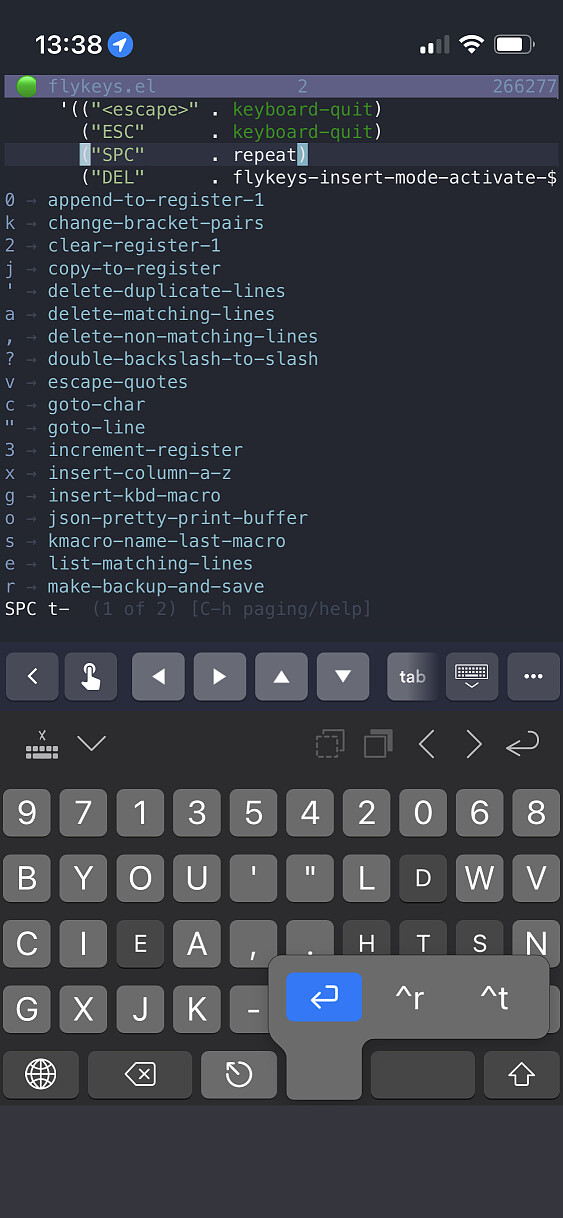 13:38
flykeys.el 2 266277
'(("<escape>" . keyboard-quit)
("ESC" . keyboard-quit)
("SPC" . repeat)
("DEL" . flykeys-insert-mode-activate-$
0 → append-to-register-1
k → change-bracket-pairs
2 → clear-register-1
j → copy-to-register
' → delete-duplicate-lines
a → delete-matching-lines
, → delete-non-matching-lines
? → double-backslash-to-slash
v → escape-quotes
c → goto-char
" → goto-line
3 → increment-register
x → insert-column-a-z
g → insert-kbd-macro
o → json-pretty-print-buffer
s → kmacro-name-last-macro
e → list-matching-lines
r → make-backup-and-save
SPC t- (1 of 2) [C-h paging/help]
tab
x
9 7 1 3 5 4 2 0 6 8
B Y O U ' " L D W V
C I E A , . H T S N
G X J K -
^r ^t